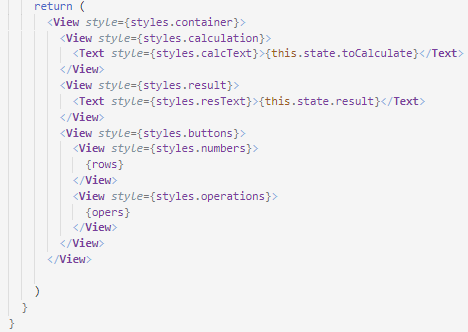 return (
<View style={styles.container}>
<View style={styles.calculation}>
<Text style={styles.calcText}>{this.state.toCalculate}</Text>
</View>
<View style={styles.result}>
<Text style={styles.resText}>{this.state.result}</Text>
</View>
<View style={styles.buttons}>
<View style={styles.numbers}>
{rows}
</View>
<View style={styles.operations}>
{opers}
</View>
</View>
</View>
)
}
}